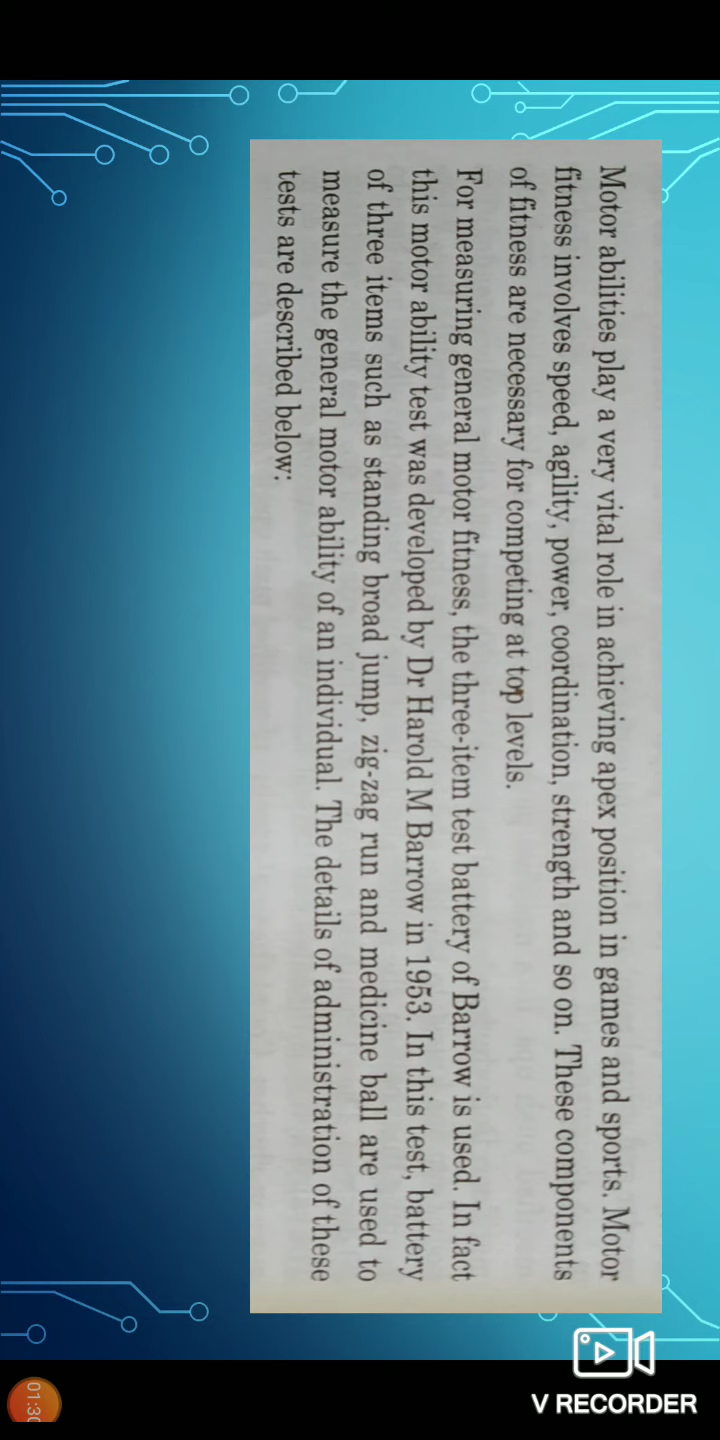 Motor abilities play a very vital role in achieving apex position in games and sports. Motor
fitness involves speed, agility, power, coordination, strength and so on. These components
of fitness are necessary for competing at top levels.
For measuring general motor fitness, the three-item test battery of Barrow is used. In fact
this motor ability test was developed by Dr Harold M Barrow in 1953. In this test, battery
of three items such as standing broad jump, zig-zag run and medicine ball are used to
measure the general motor ability of an individual. The details of administration of these
tests are described below:
V RECORDER